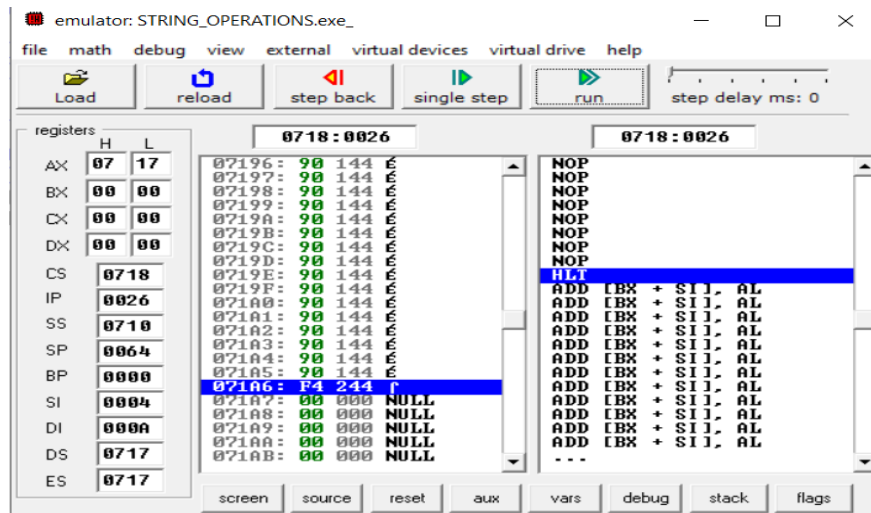 emulator: STRING_OPERATIONS.exe_
file math debug view external virtual devices virtual drive help
Load reload step back single step run step delay ms: 0
registers
H L
0718:0026 0718:0026
AX 07 17
BX 00 00
CX 00 00
DX 00 00
CS 0718
IP 0026
SS 0710
SP 0064
BP 0000
SI 0004
DI 000A
DS 0717
ES 0717
07196: 90 144 É
07197: 90 144 É
07198: 90 144 É
07199: 90 144 É
0719A: 90 144 É
0719B: 90 144 É
0719C: 90 144 É
0719D: 90 144 É
0719E: 90 144 É
0719F: 90 144 É
071A0: 90 144 É
071A1: 90 144 É
071A2: 90 144 É
071A3: 90 144 É
071A4: 90 144 É
071A5: 90 144 É
071A6: F4 244 ⌠
071A7: 00 000 NULL
071A8: 00 000 NULL
071A9: 00 000 NULL
071AA: 00 000 NULL
071AB: 00 000 NULL
NOP
NOP
NOP
NOP
NOP
NOP
NOP
NOP
HLT
ADD [BX + SI], AL
ADD [BX + SI], AL
ADD [BX + SI], AL
ADD [BX + SI], AL
ADD [BX + SI], AL
ADD [BX + SI], AL
ADD [BX + SI], AL
ADD [BX + SI], AL
ADD [BX + SI], AL
ADD [BX + SI], AL
ADD [BX + SI], AL
ADD [BX + SI], AL
...
screen source reset aux vars debug stack flags